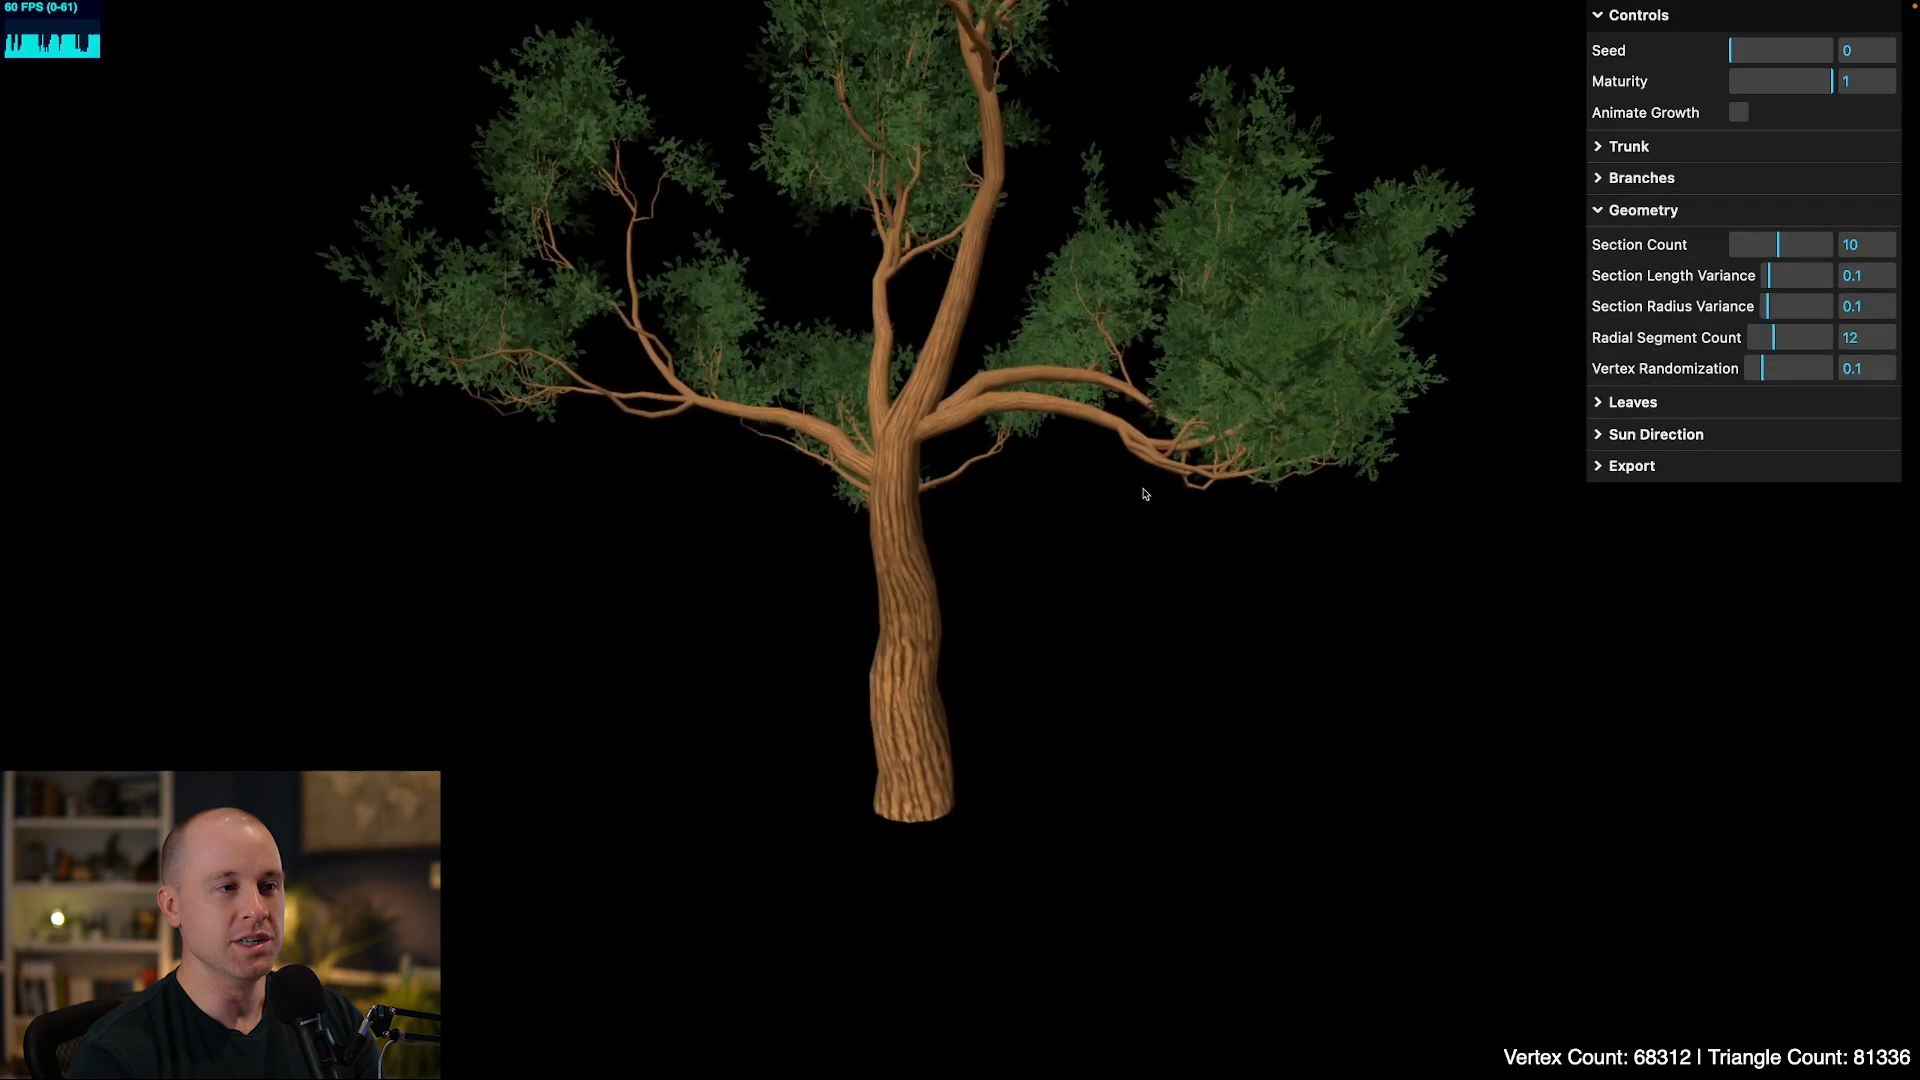 60 FPS (0-61)
Controls
Seed 0
Maturity 1
Animate Growth
Trunk
Branches
Geometry
Section Count 10
Section Length Variance 0.1
Section Radius Variance 0.1
Radial Segment Count 12
Vertex Randomization 0.1
Leaves
Sun Direction
Export
Vertex Count: 68312 | Triangle Count: 81336